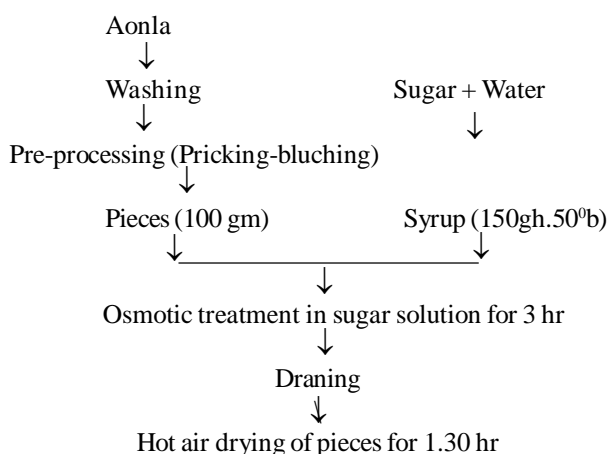 Aonla
Washing
Sugar + Water
Pre-processing (Pricking-bluching)
Pieces (100 gm)
Syrup (150gh.50⁰b)
Osmotic treatment in sugar solution for 3 hr
Draning
Hot air drying of pieces for 1.30 hr